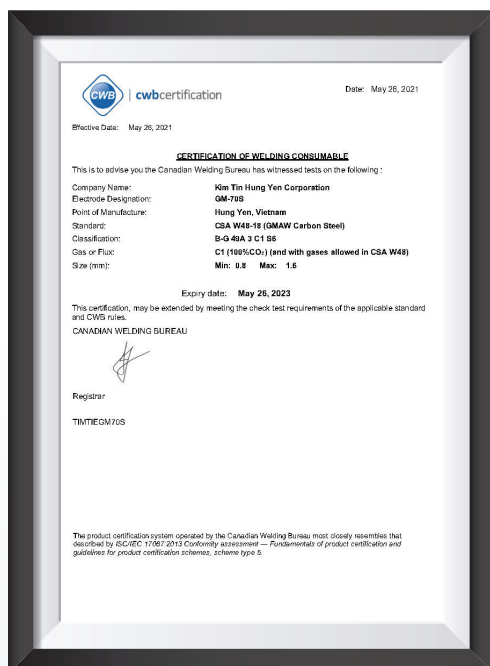 CWB | cwbcertification
Date: May 26, 2021
Effective Date: May 26, 2021
CERTIFICATION OF WELDING CONSUMABLE
This is to advise you the Canadian Welding Bureau has witnessed tests on the following :
Company Name: Kim Tin Hung Yen Corporation
Electrode Designation: GM-70S
Point of Manufacture: Hung Yen, Vietnam
Standard: CSA W48-18 (GMAW Carbon Steel)
Classification: B-G 49A 3 C1 S6
Gas or Flux: C1 (100%CO₂) (and with gases allowed in CSA W48)
Size (mm): Min: 0.8 Max: 1.6
Expiry date: May 26, 2023
This certification, may be extended by meeting the check test requirements of the applicable standard
and CWB rules.
CANADIAN WELDING BUREAU
Registrar
TIMTIEGM70S
The product certification system operated by the Canadian Welding Bureau most closely resembles that
described by ISO/IEC 17067:2013 Conformity assessment — Fundamentals of product certification and
guidelines for product certification schemes, scheme type 5.